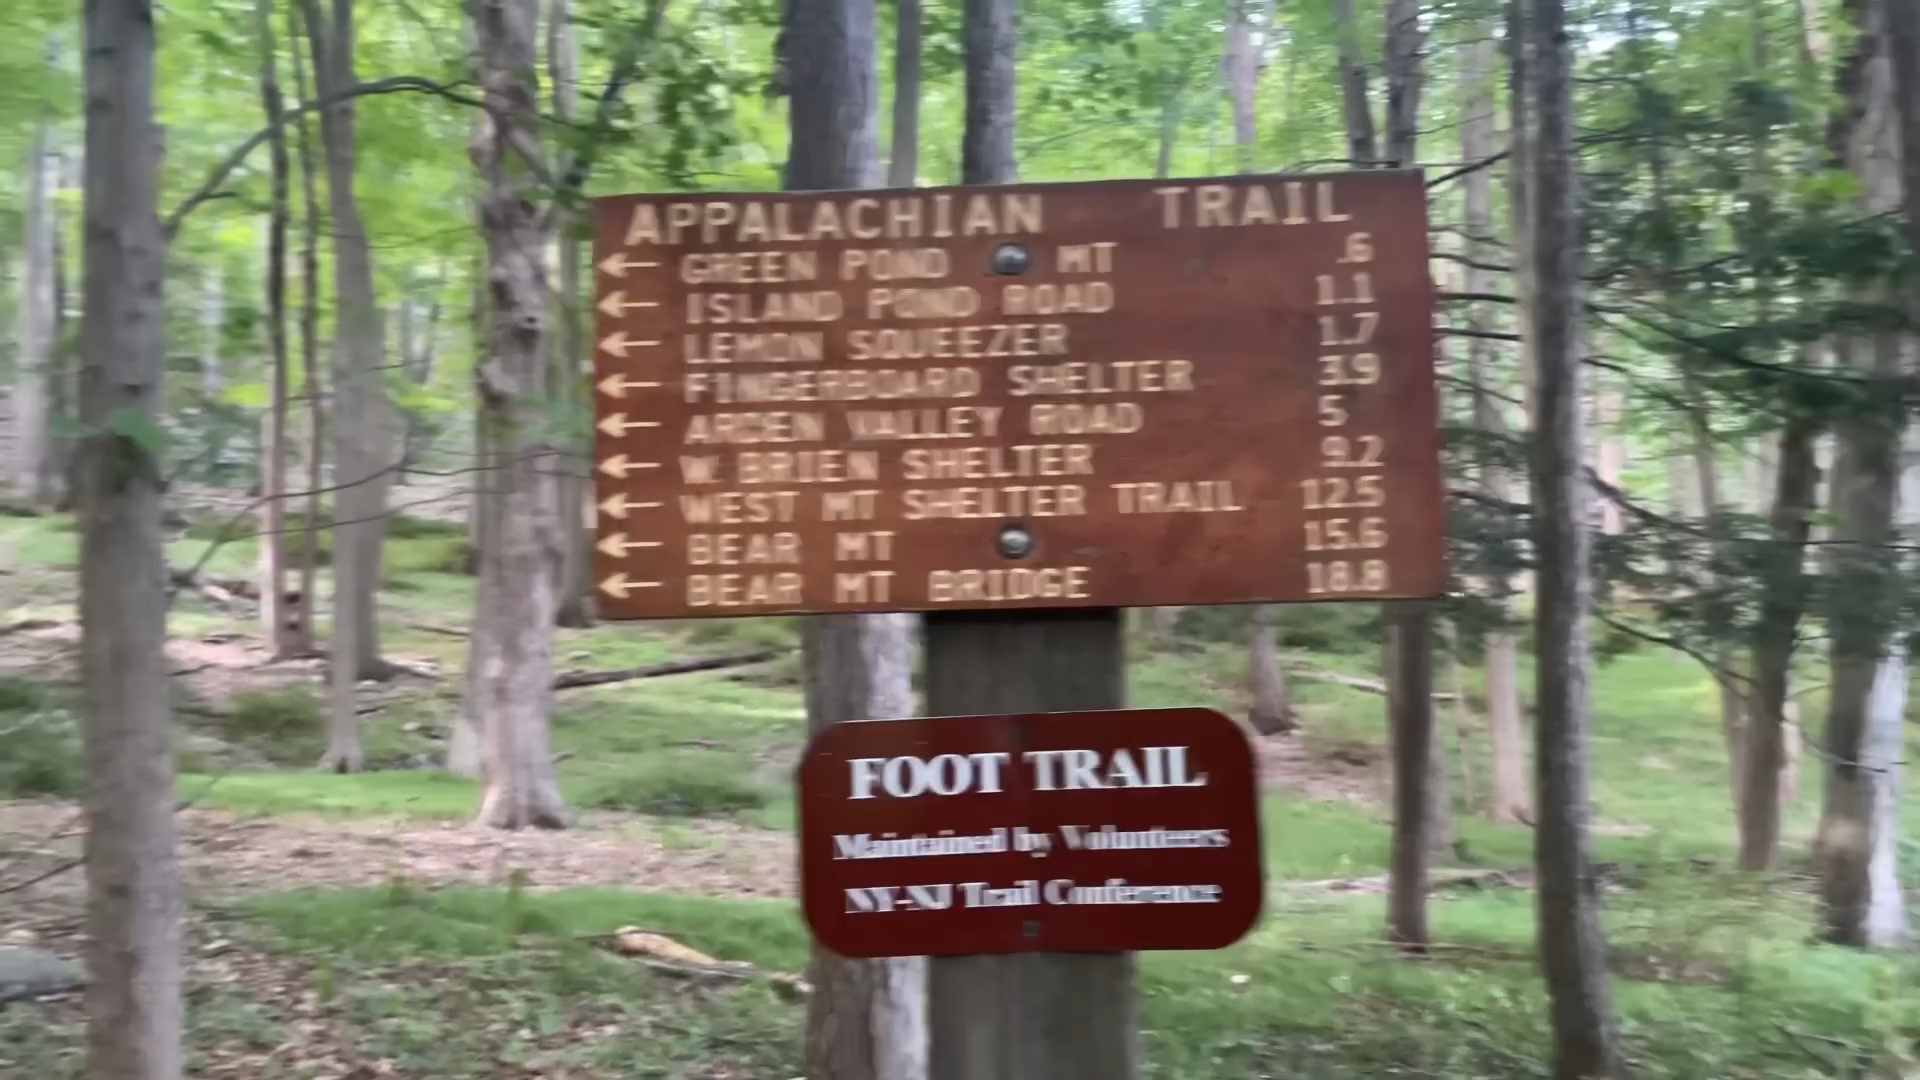 APPALACHIAN TRAIL
← GREEN POND MT .6
← ISLAND POND ROAD 1.1
← LEMON SQUEEZER 1.7
← FINGERBOARD SHELTER 3.9
← ARDEN VALLEY ROAD 5
← W. BRIEN SHELTER 9.2
← WEST MT SHELTER TRAIL 12.5
← BEAR MT 15.6
← BEAR MT BRIDGE 18.8
FOOT TRAIL
Maintained by Volunteers
NY-NJ Trail Conference